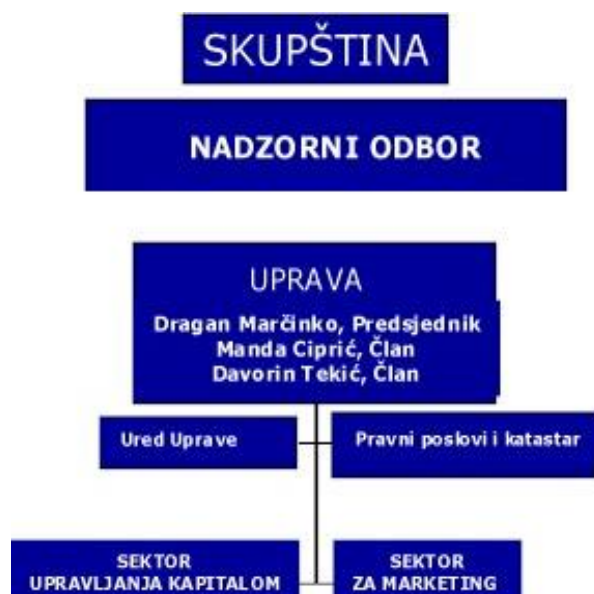 SKUPŠTINA
NADZORNI ODBOR
UPRAVA
Dragan Marčinko, Predsjednik
Manda Ciprić, Član
Davorin Tekić, Član
Ured Uprave
Pravni poslovi i katastar
SEKTOR
UPRAVLJANJA KAPITALOM
SEKTOR
ZA MARKETING